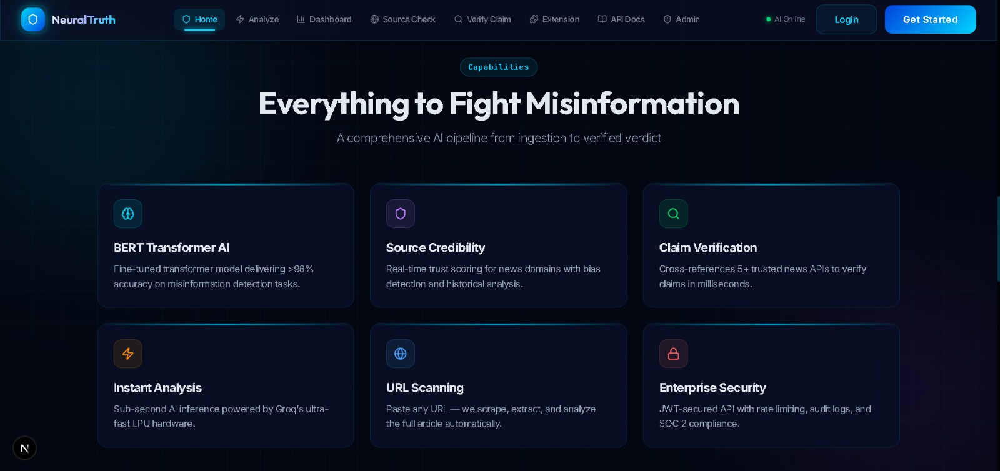 NeuralTruth
Home
Analyze
Dashboard
Source Check
Verify Claim
Extension
API Docs
Admin
AI Online
Login
Get Started
Capabilities
Everything to Fight Misinformation
A comprehensive AI pipeline from ingestion to verified verdict
BERT Transformer AI
Fine-tuned transformer model delivering >98%
accuracy on misinformation detection tasks.
Source Credibility
Real-time trust scoring for news domains with bias
detection and historical analysis.
Claim Verification
Cross-references 5+ trusted news APIs to verify
claims in milliseconds.
Instant Analysis
Sub-second AI inference powered by Groq's ultra-
fast LPU hardware.
URL Scanning
Paste any URL — we scrape, extract, and analyze
the full article automatically.
Enterprise Security
JWT-secured API with rate limiting, audit logs, and
SOC 2 compliance.
N